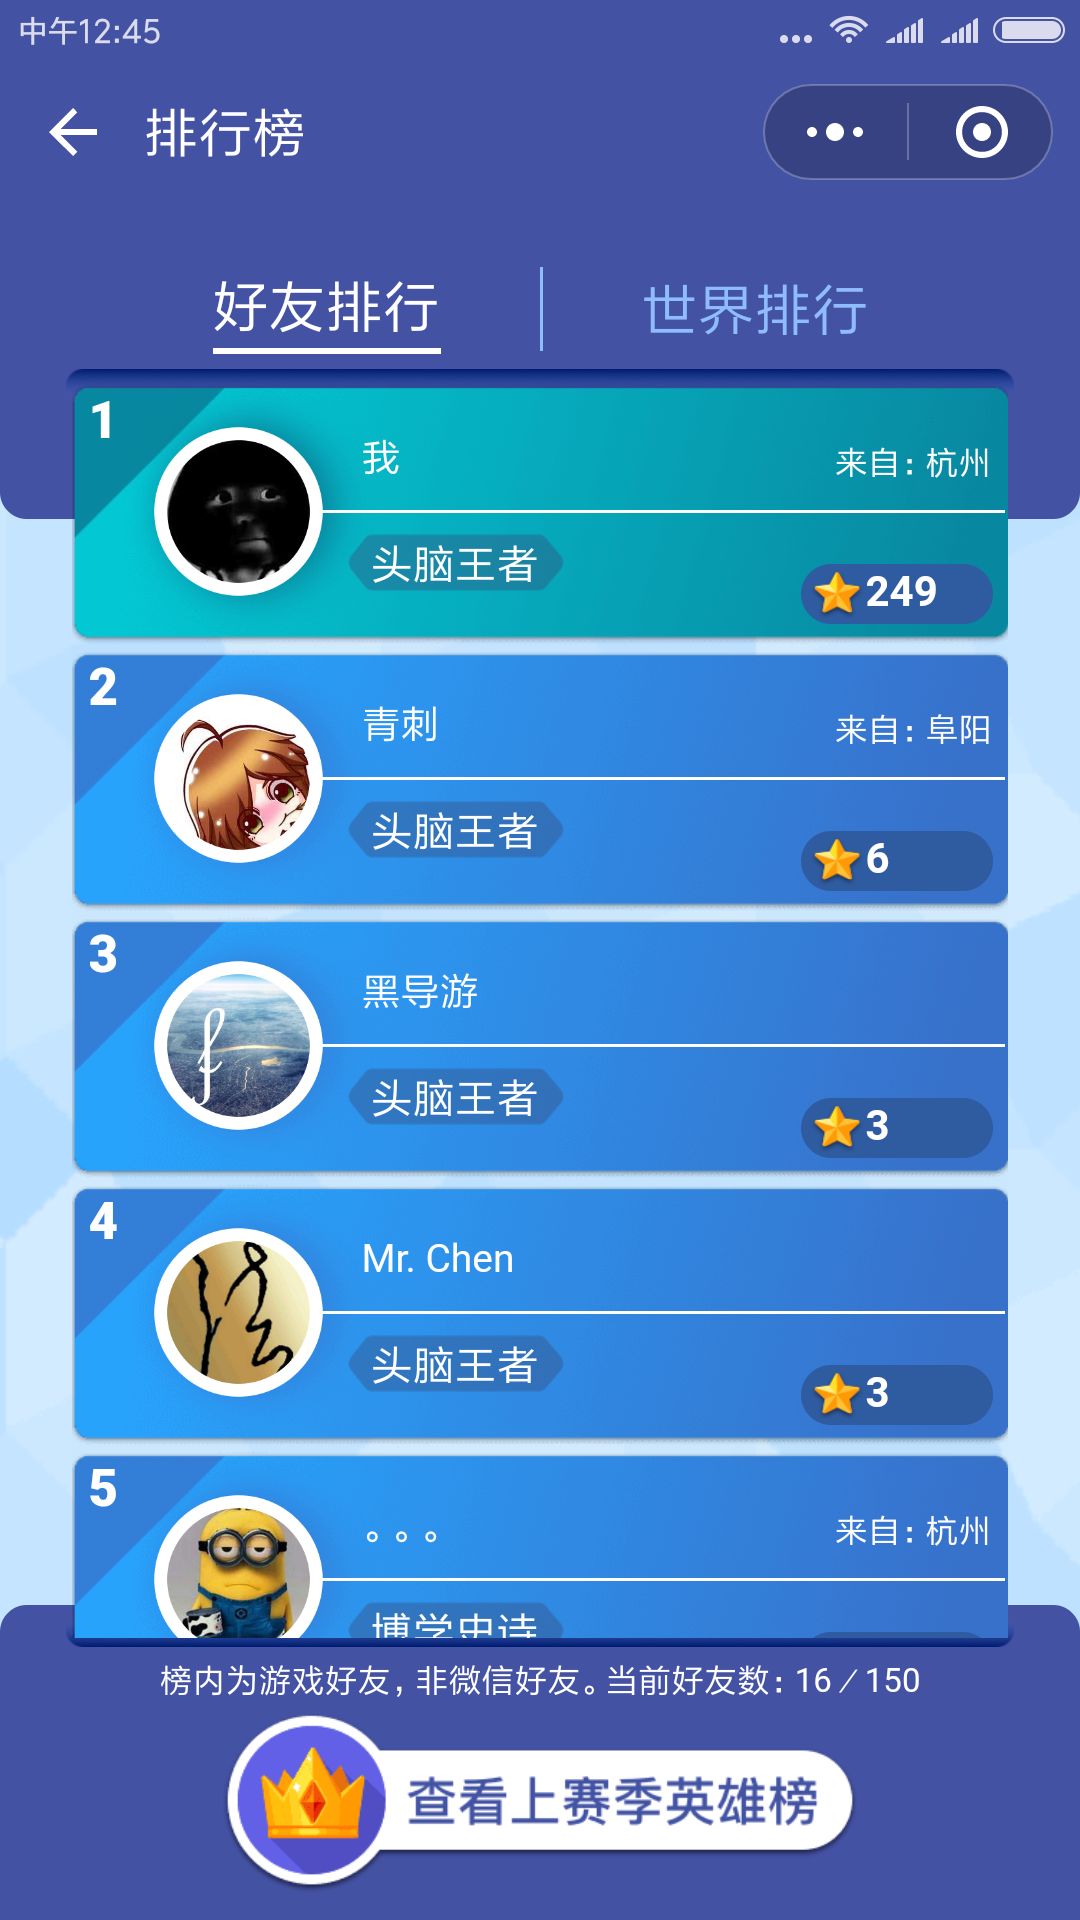 中午12:45
排行榜
好友排行
世界排行
1
我
来自：杭州
头脑王者
249
2
青刺
来自：阜阳
头脑王者
6
3
黑导游
头脑王者
3
4
Mr. Chen
头脑王者
3
5
。。。
来自：杭州
博学史诗
榜内为游戏好友，非微信好友。当前好友数：16／150
查看上赛季英雄榜